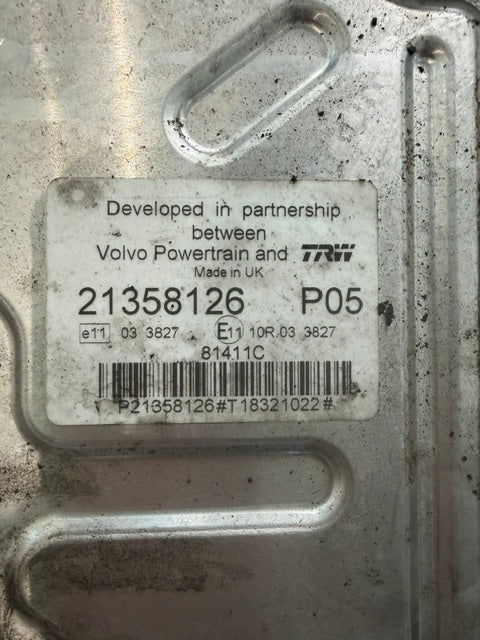 Developed in partnership
between
Volvo Powertrain and TRW
Made in UK
21358126 P05
e11 03 3827 E11 10R.03 3827
81411C
P21358126#T18321022#